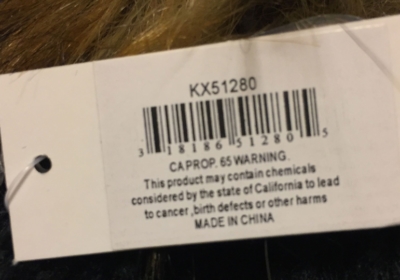 KX51280
3 18186 51280 5
CA PROP. 65 WARNING.
This product may contain chemicals
considered by the state of California to lead
to cancer ,birth defects or other harms
MADE IN CHINA